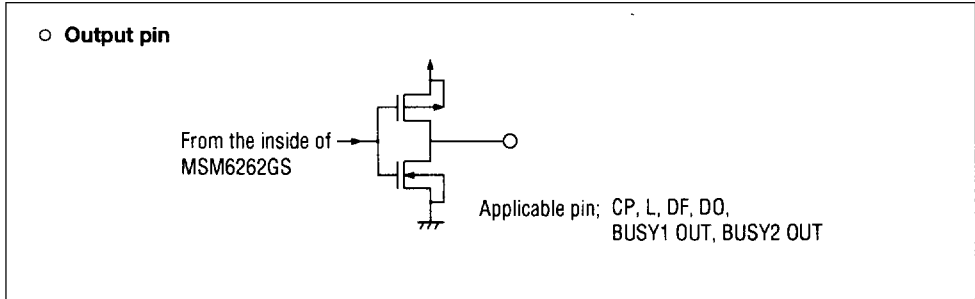 Output pin
From the inside of
MSM6262GS
Applicable pin; CP, L, DF, DO,
BUSY1 OUT, BUSY2 OUT